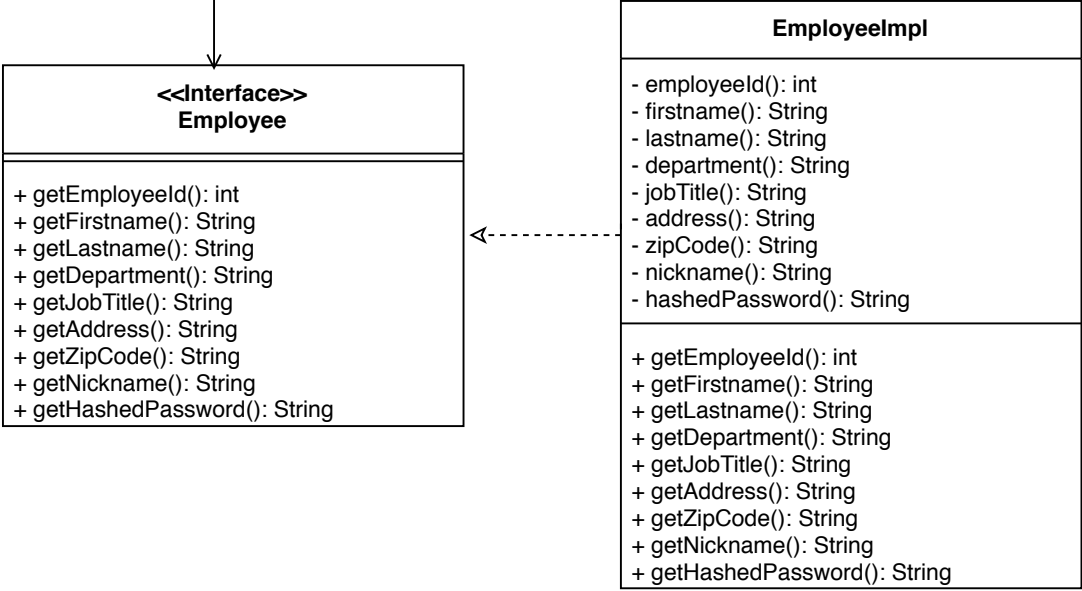 <<Interface>>
Employee
+ getEmployeeId(): int
+ getFirstname(): String
+ getLastname(): String
+ getDepartment(): String
+ getJobTitle(): String
+ getAddress(): String
+ getZipCode(): String
+ getNickname(): String
+ getHashedPassword(): String
EmployeeImpl
- employeeId(): int
- firstname(): String
- lastname(): String
- department(): String
- jobTitle(): String
- address(): String
- zipCode(): String
- nickname(): String
- hashedPassword(): String
+ getEmployeeId(): int
+ getFirstname(): String
+ getLastname(): String
+ getDepartment(): String
+ getJobTitle(): String
+ getAddress(): String
+ getZipCode(): String
+ getNickname(): String
+ getHashedPassword(): String